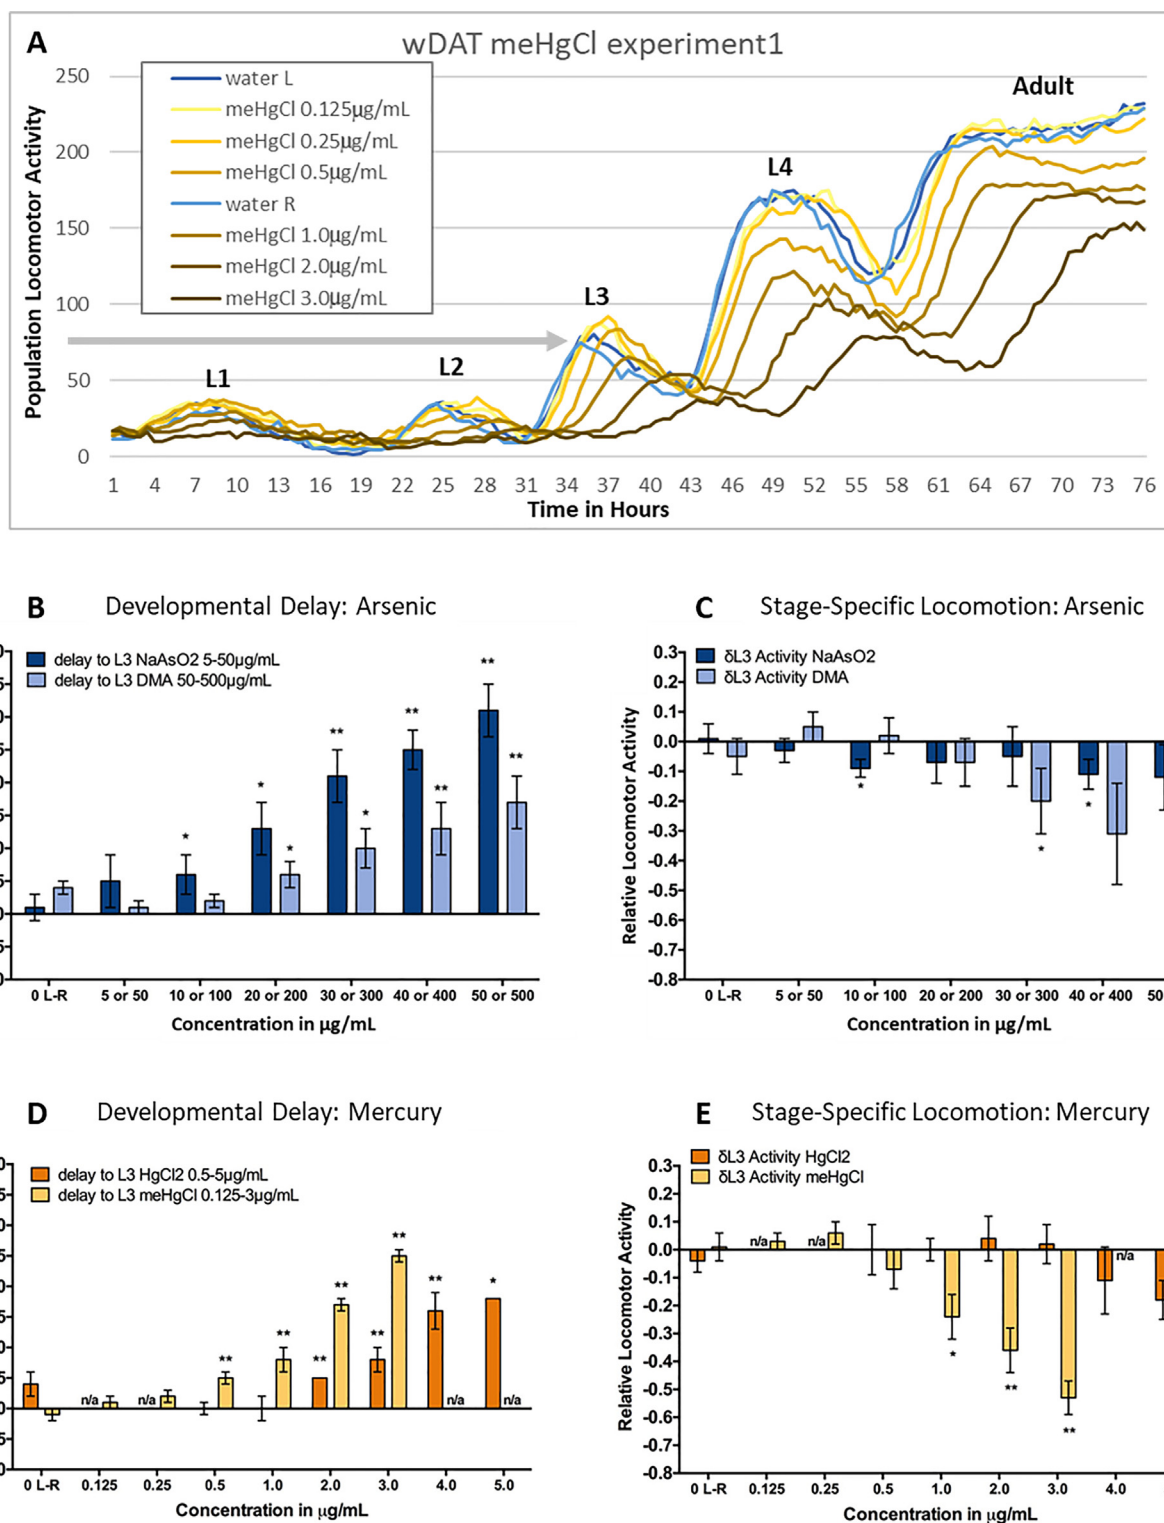 A
wDAT meHgCl experiment1
Population Locomotor Activity
250
200
150
100
50
0
water L
meHgCl 0.125µg/mL
meHgCl 0.25µg/mL
meHgCl 0.5µg/mL
water R
meHgCl 1.0µg/mL
meHgCl 2.0µg/mL
meHgCl 3.0µg/mL
L1
L2
L3
L4
Adult
1 4 7 10 13 16 19 22 25 28 31 34 37 40 43 46 49 52 55 58 61 64 67 70 73 76
Time in Hours
B Developmental Delay: Arsenic
delay to L3 NaAsO2 5-50µg/mL
delay to L3 DMA 50-500µg/mL
* * * ** * ** ** ** **
0 L-R 5 or 50 10 or 100 20 or 200 30 or 300 40 or 400 50 or 500
Concentration in µg/mL
C Stage-Specific Locomotion: Arsenic
δL3 Activity NaAsO2
δL3 Activity DMA
Relative Locomotor Activity
0.3
0.2
0.1
0.0
-0.1
-0.2
-0.3
-0.4
-0.5
-0.6
-0.7
-0.8
* * *
0 L-R 5 or 50 10 or 100 20 or 200 30 or 300 40 or 400 50
Concentration in µg/mL
D Developmental Delay: Mercury
delay to L3 HgCl2 0.5-5µg/mL
delay to L3 meHgCl 0.125-3µg/mL
n/a n/a ** ** ** ** ** ** ** n/a * n/a
0 L-R 0.125 0.25 0.5 1.0 2.0 3.0 4.0 5.0
Concentration in µg/mL
E Stage-Specific Locomotion: Mercury
δL3 Activity HgCl2
δL3 Activity meHgCl
Relative Locomotor Activity
0.3
0.2
0.1
0.0
-0.1
-0.2
-0.3
-0.4
-0.5
-0.6
-0.7
-0.8
n/a n/a * ** ** n/a
0 L-R 0.125 0.25 0.5 1.0 2.0 3.0 4.0
Concentration in µg/mL